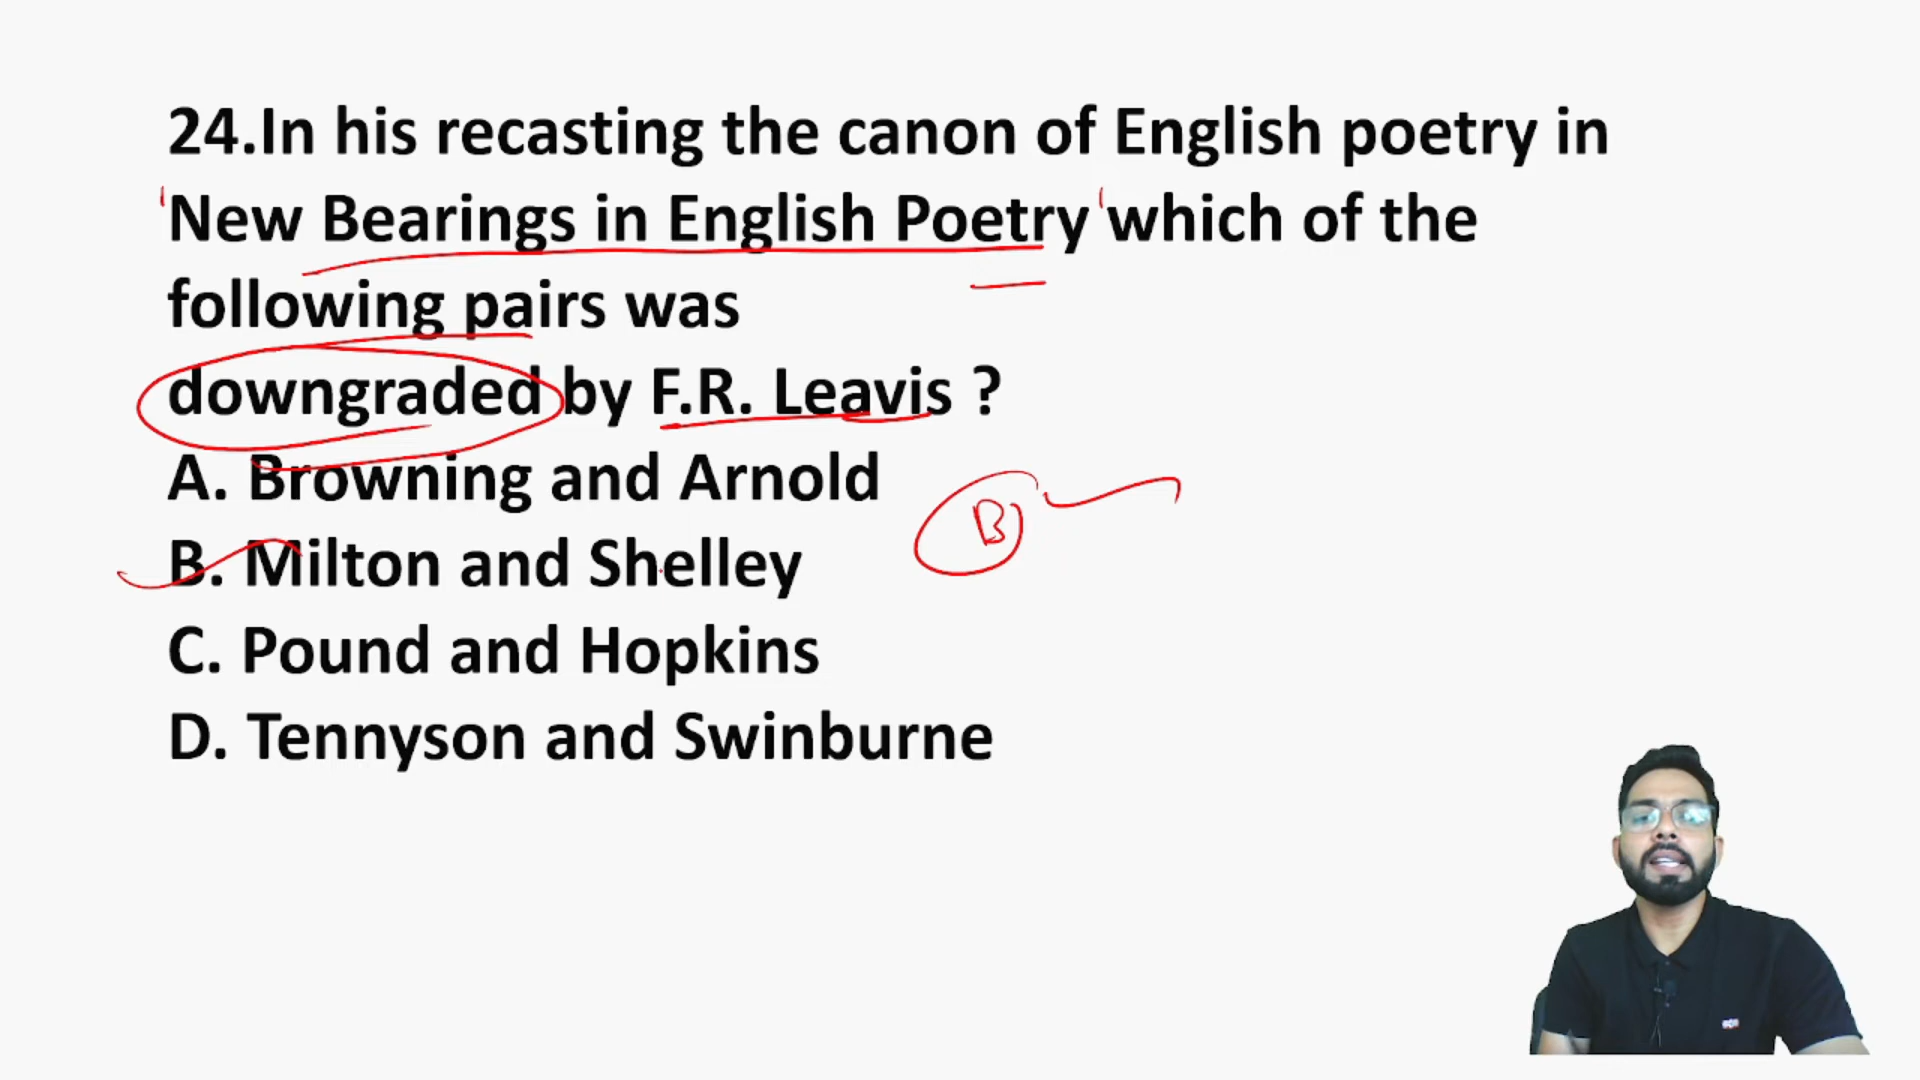 24.In his recasting the canon of English poetry in
'New Bearings in English Poetry 'which of the
following pairs was
downgraded by F.R. Leavis ?
A. Browning and Arnold
B
B. Milton and Shelley
C. Pound and Hopkins
D. Tennyson and Swinburne